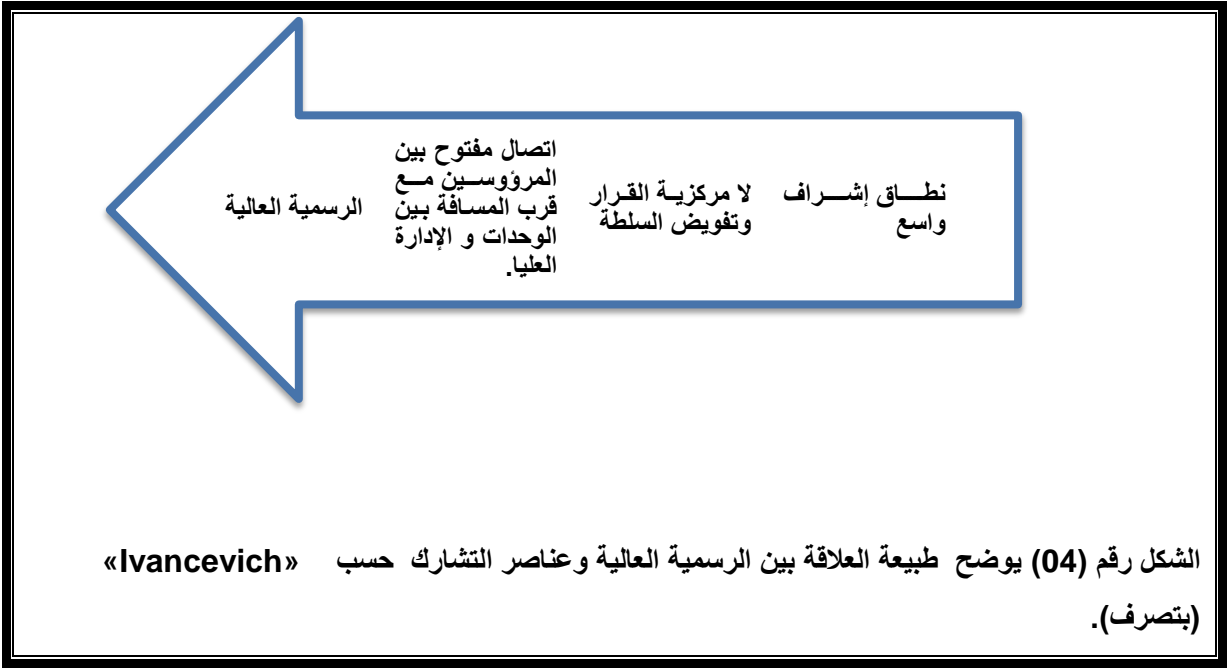 نطاق إشراف
واسع
لا مركزية القرار
وتفويض السلطة
اتصال مفتوح بين
المرؤوسين مع
قرب المسافة بين
الوحدات و الإدارة
العليا.
الرسمية العالية
الشكل رقم (04) يوضح طبيعة العلاقة بين الرسمية العالية وعناصر التشارك حسب «Ivancevich»
(بتصرف).